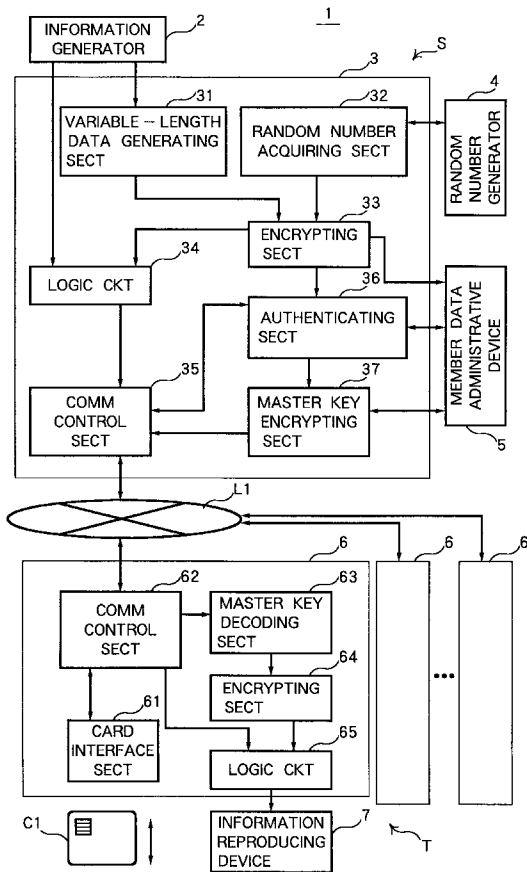 1
INFORMATION
GENERATOR
2
S
3
31
VARIABLE-LENGTH
DATA GENERATING
SECT
32
RANDOM NUMBER
ACQUIRING SECT
4
RANDOM NUMBER
GENERATOR
33
ENCRYPTING
SECT
34
LOGIC CKT
36
AUTHENTICATING
SECT
MEMBER DATA
ADMINISTRATIVE
DEVICE
5
35
COMM
CONTROL
SECT
37
MASTER KEY
ENCRYPTING
SECT
L1
6
6
6
62
COMM
CONTROL
SECT
63
MASTER KEY
DECODING
SECT
64
ENCRYPTING
SECT
61
CARD
INTERFACE
SECT
65
LOGIC CKT
C1
INFORMATION
REPRODUCING
DEVICE
7
T